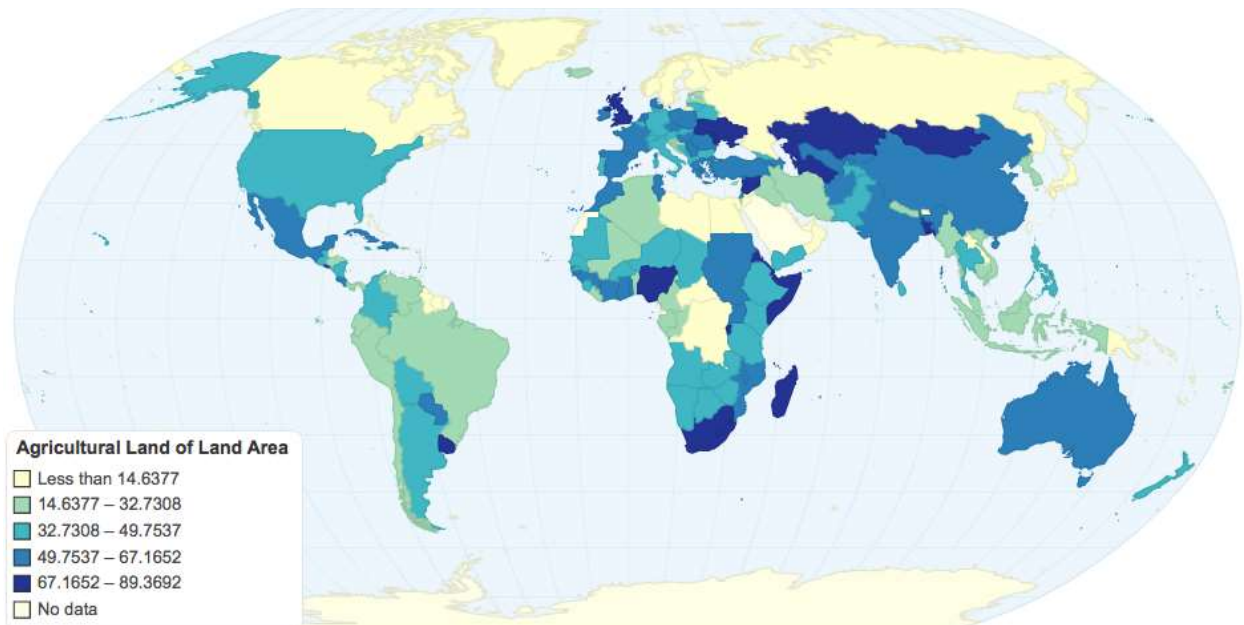 Agricultural Land of Land Area
Less than 14.6377
14.6377 – 32.7308
32.7308 – 49.7537
49.7537 – 67.1652
67.1652 – 89.3692
No data